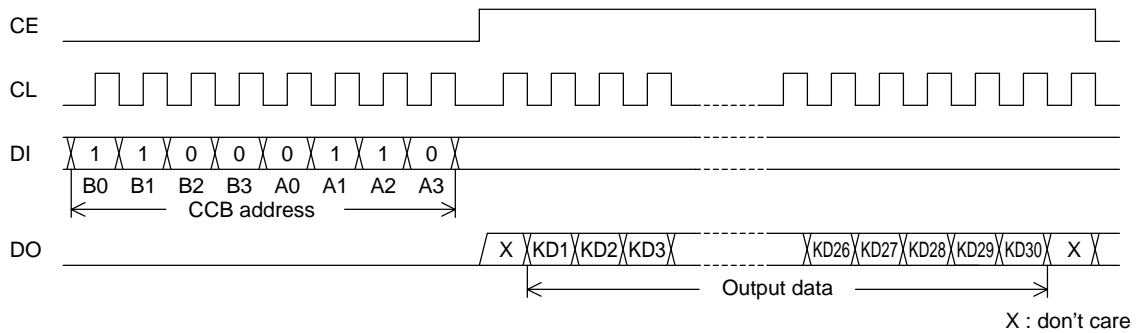 CE
CL
DI 1 1 0 0 0 1 1 0
B0 B1 B2 B3 A0 A1 A2 A3
CCB address
DO X KD1 KD2 KD3 KD26 KD27 KD28 KD29 KD30 X
Output data
X : don't care